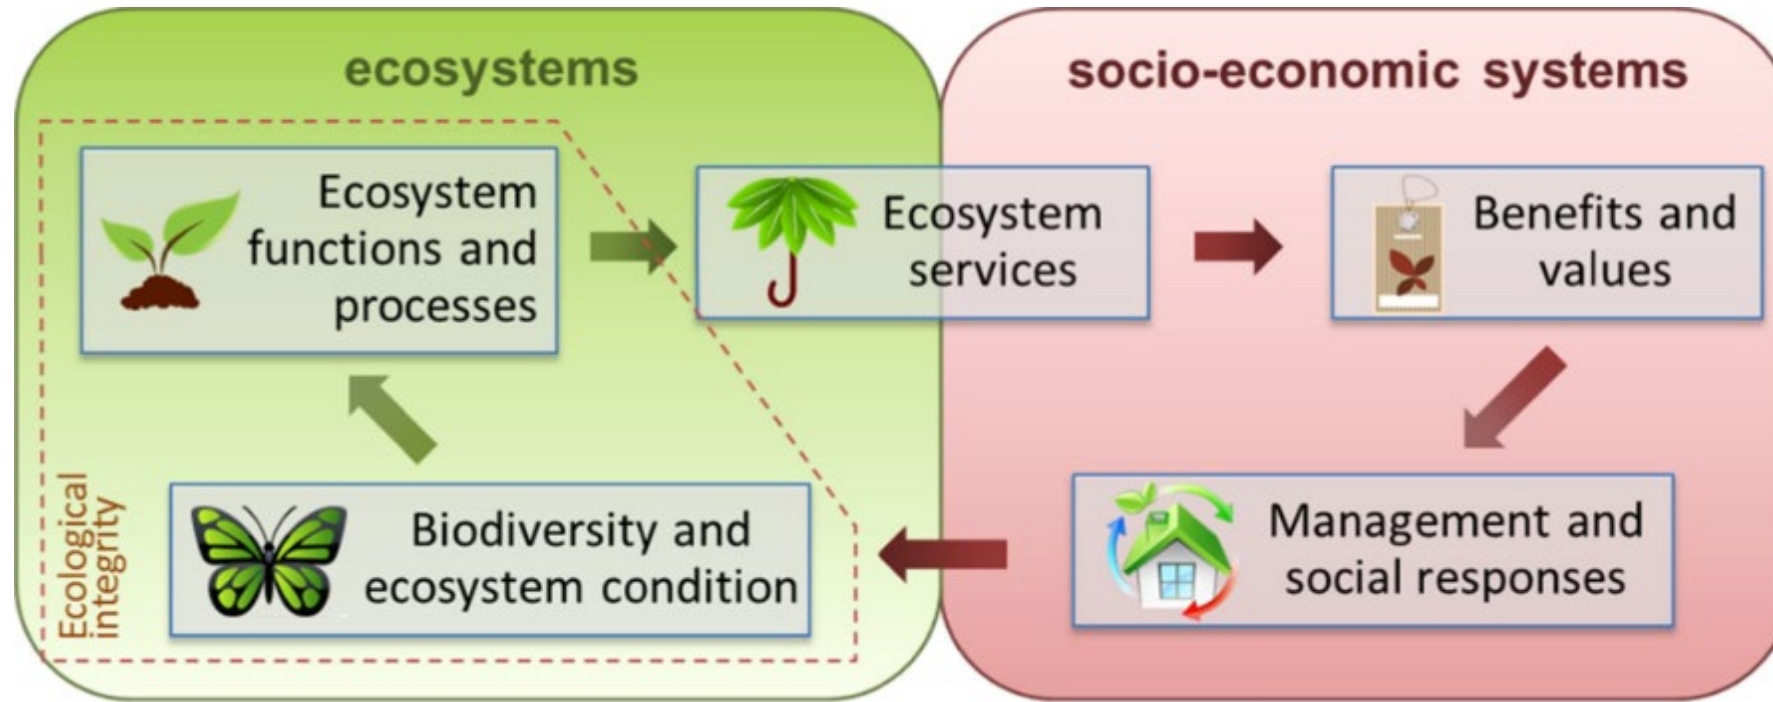 ecosystems
socio-economic systems
Ecosystem
functions and
processes
Ecosystem
services
Benefits and
values
Ecological
integrity
Biodiversity and
ecosystem condition
Management and
social responses